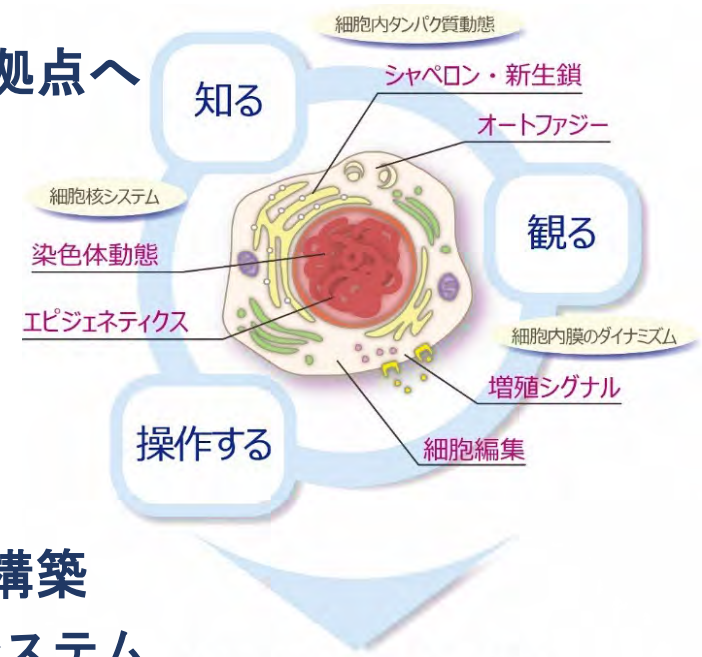 細胞内タンパク質動態
拠点へ
知る
シャペロン・新生鎖
オートファジー
細胞核システム
観る
染色体動態
エピジェネティクス
細胞内膜のダイナミズム
増殖シグナル
操作する
細胞編集
構築
システム